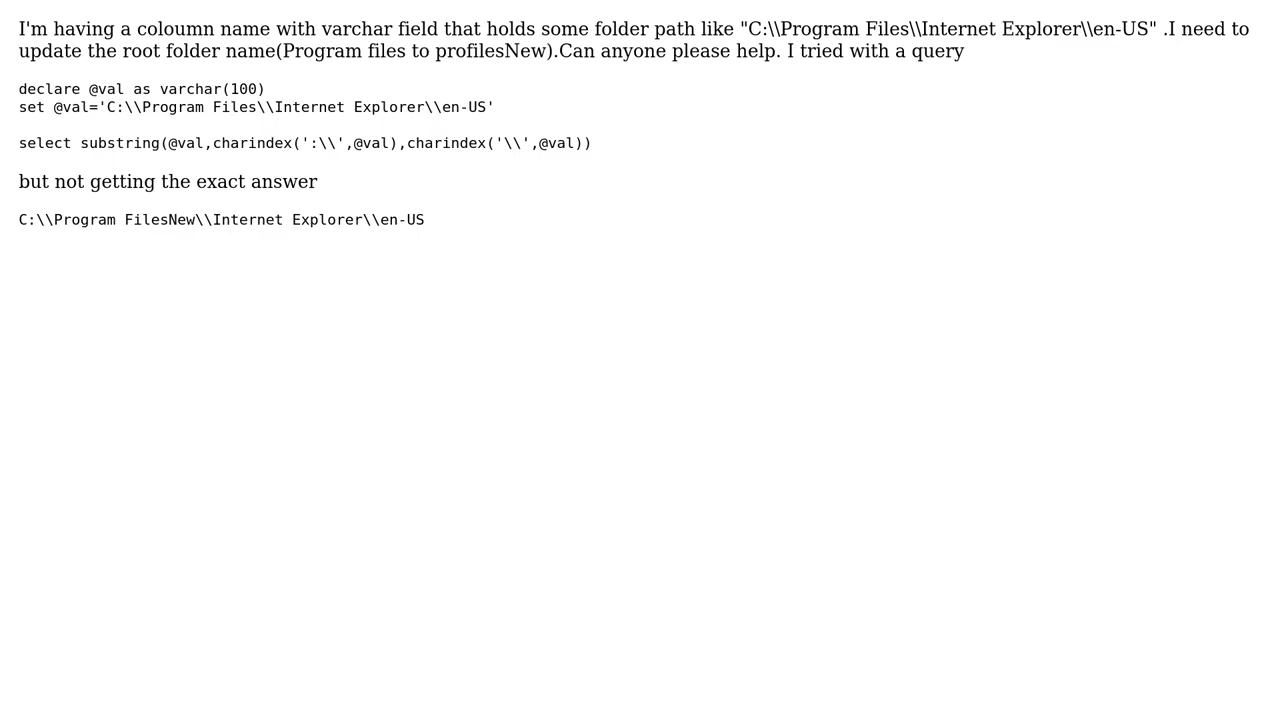 I'm having a coloumn name with varchar field that holds some folder path like "C:\\Program Files\\Internet Explorer\\en-US" .I need to
update the root folder name(Program files to profilesNew).Can anyone please help. I tried with a query
declare @val as varchar(100)
set @val='C:\\Program Files\\Internet Explorer\\en-US'
select substring(@val,charindex(':\\',@val),charindex('\\',@val))
but not getting the exact answer
C:\\Program FilesNew\\Internet Explorer\\en-US